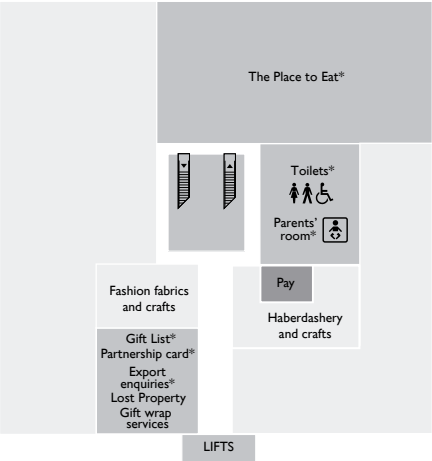 The Place to Eat*
Toilets*
Parents'
room*
Pay
Fashion fabrics
and crafts
Haberdashery
and crafts
Gift List*
Partnership card*
Export
enquiries*
Lost Property
Gift wrap
services
LIFTS